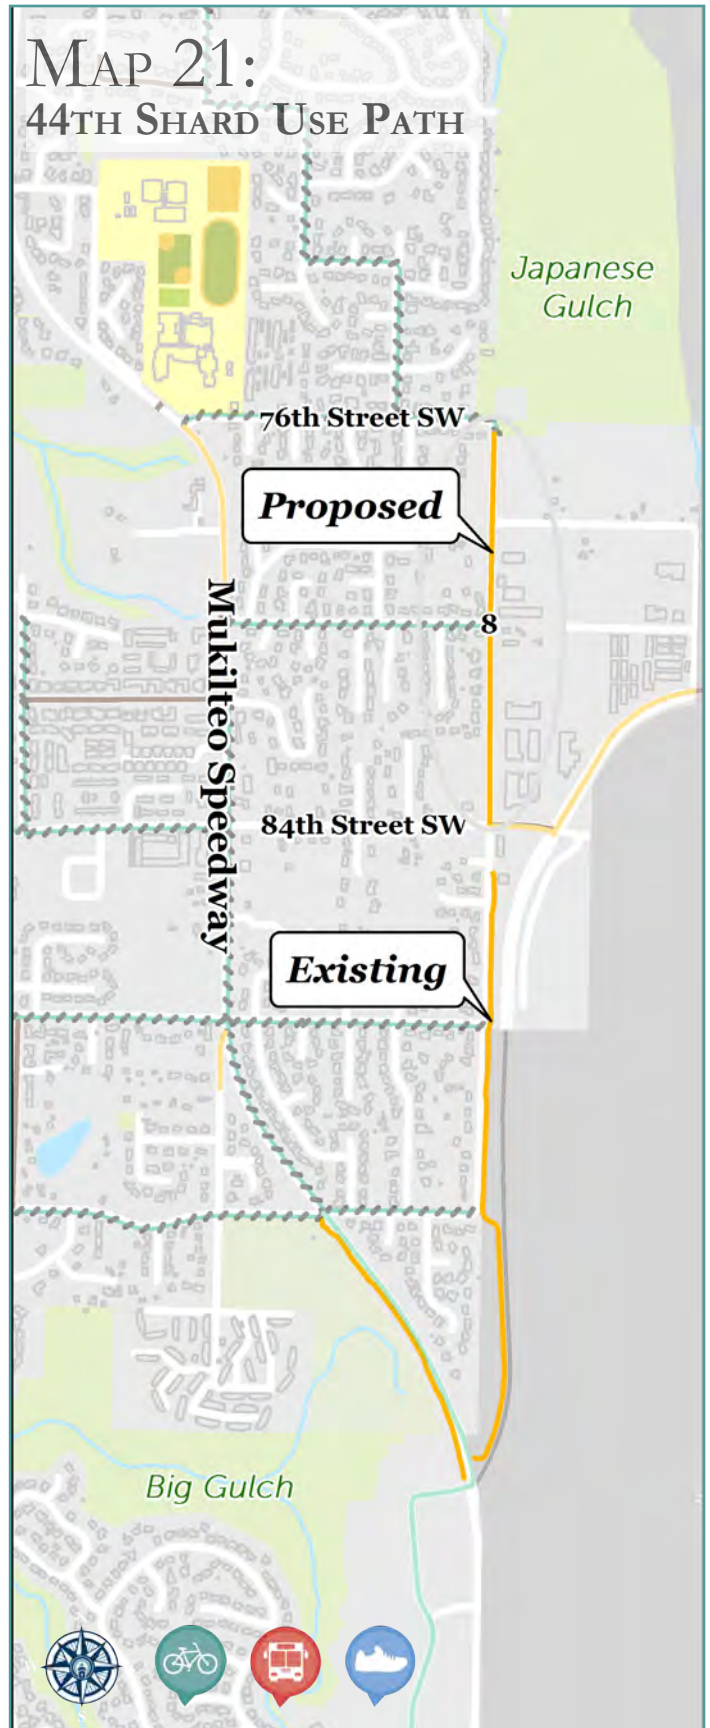 MAP 21:
44TH SHARD USE PATH
Japanese
Gulch
76th Street SW
Proposed
8
Mukilteo Speedway
84th Street SW
Existing
Big Gulch
S